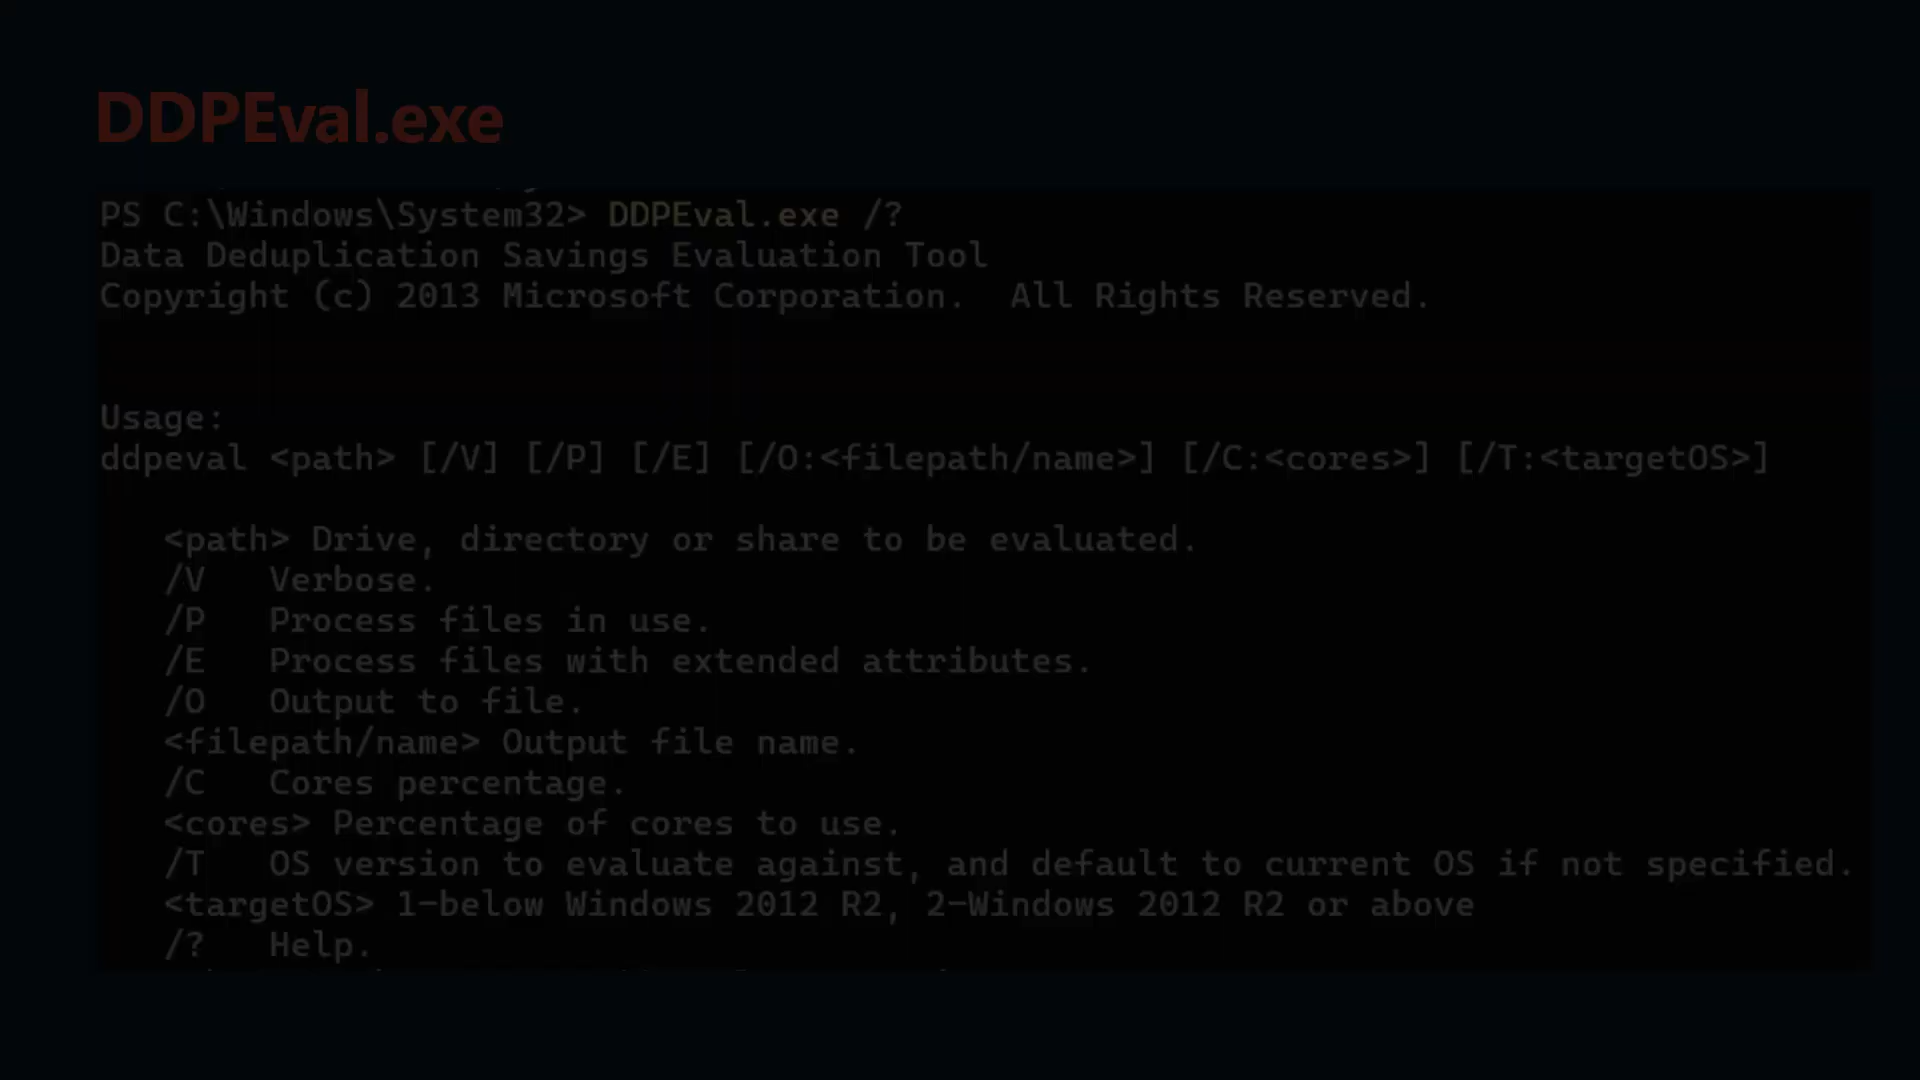 DDPEval.exe
PS C:\Windows\System32> DDPEval.exe /?
Data Deduplication Savings Evaluation Tool
Copyright (c) 2013 Microsoft Corporation.  All Rights Reserved.
Usage:
ddpeval <path> [/V] [/P] [/E] [/O:<filepath/name>] [/C:<cores>] [/T:<targetOS>]
<path> Drive, directory or share to be evaluated.
/V   Verbose.
/P   Process files in use.
/E   Process files with extended attributes.
/O   Output to file.
<filepath/name> Output file name.
/C   Cores percentage.
<cores> Percentage of cores to use.
/T   OS version to evaluate against, and default to current OS if not specified.
<targetOS> 1-below Windows 2012 R2, 2-Windows 2012 R2 or above
/?   Help.